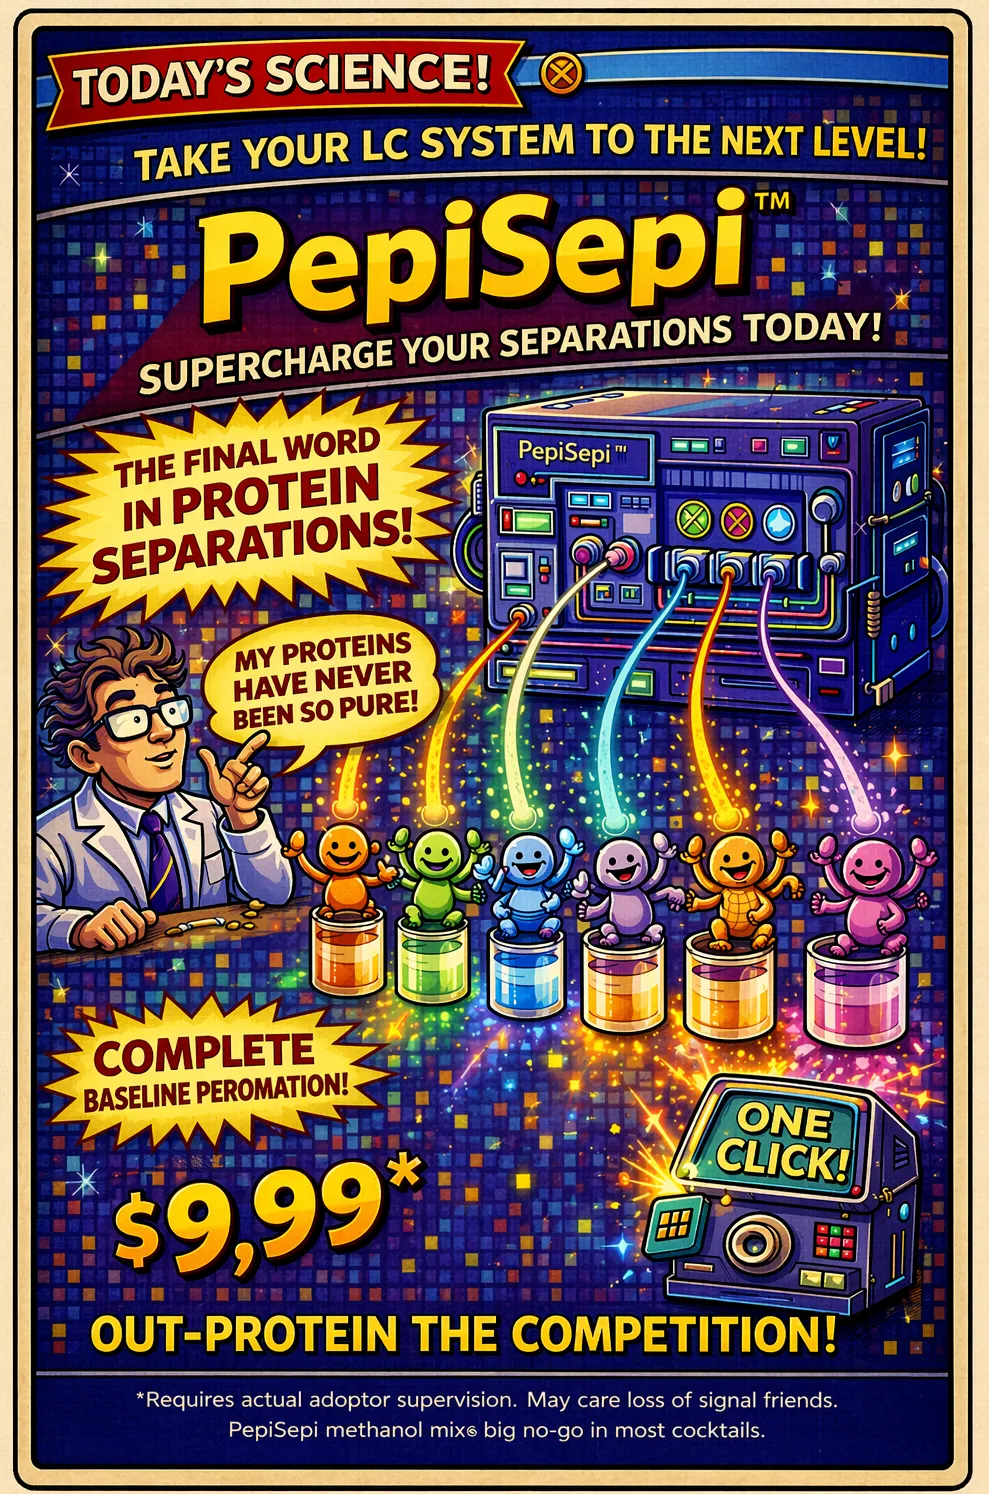 TODAY'S SCIENCE!
TAKE YOUR LC SYSTEM TO THE NEXT LEVEL!
PepiSepi™
SUPERCHARGE YOUR SEPARATIONS TODAY!
THE FINAL WORD
IN PROTEIN
SEPARATIONS!
PepiSepi™
MY PROTEINS
HAVE NEVER
BEEN SO PURE!
COMPLETE
BASELINE PEROMATION!
ONE
CLICK!
$9,99*
OUT-PROTEIN THE COMPETITION!
*Requires actual adoptor supervision. May care loss of signal friends.
PepiSepi methanol mix big no-go in most cocktails.